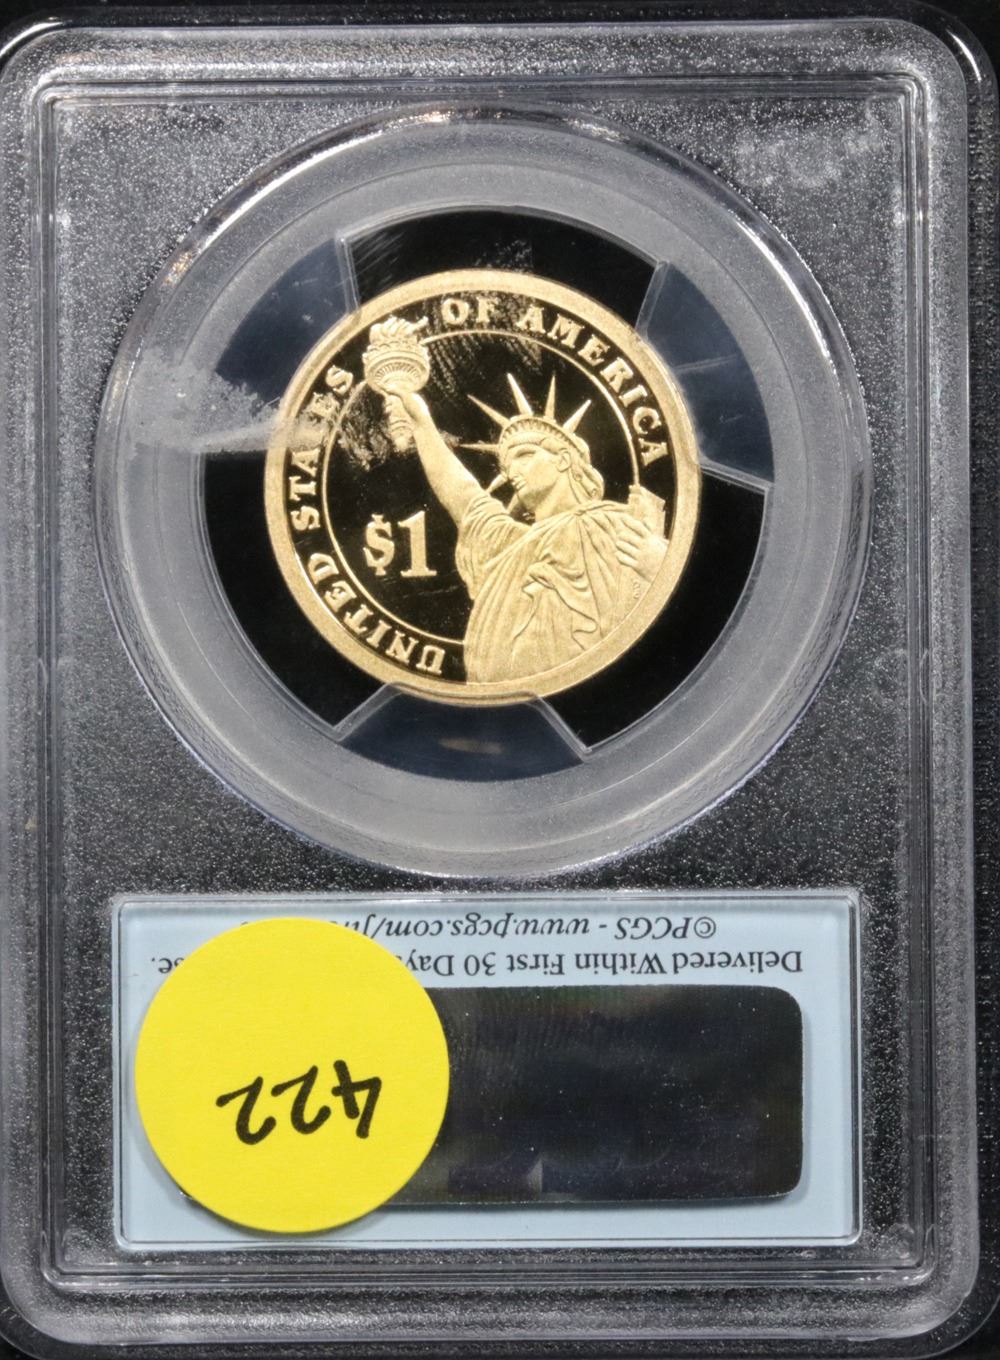 UNITED STATES OF AMERICA
$1
Delivered Within First 30 Days
©PCGS - www.pcgs.com/
422